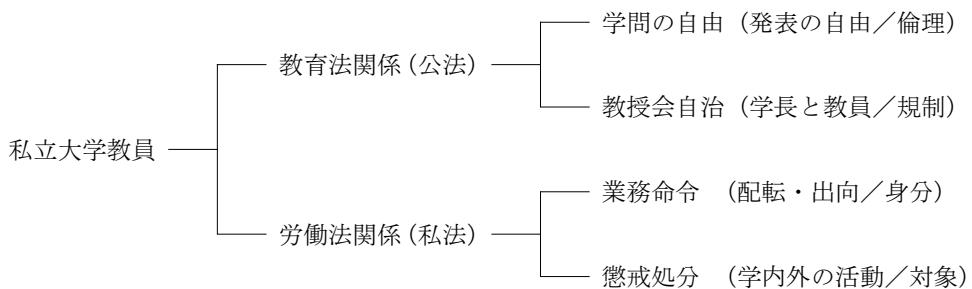 学問の自由（発表の自由／倫理）
教育法関係（公法）
教授会自治（学長と教員／規制）
私立大学教員
業務命令　（配転・出向／身分）
労働法関係（私法）
懲戒処分　（学内外の活動／対象）